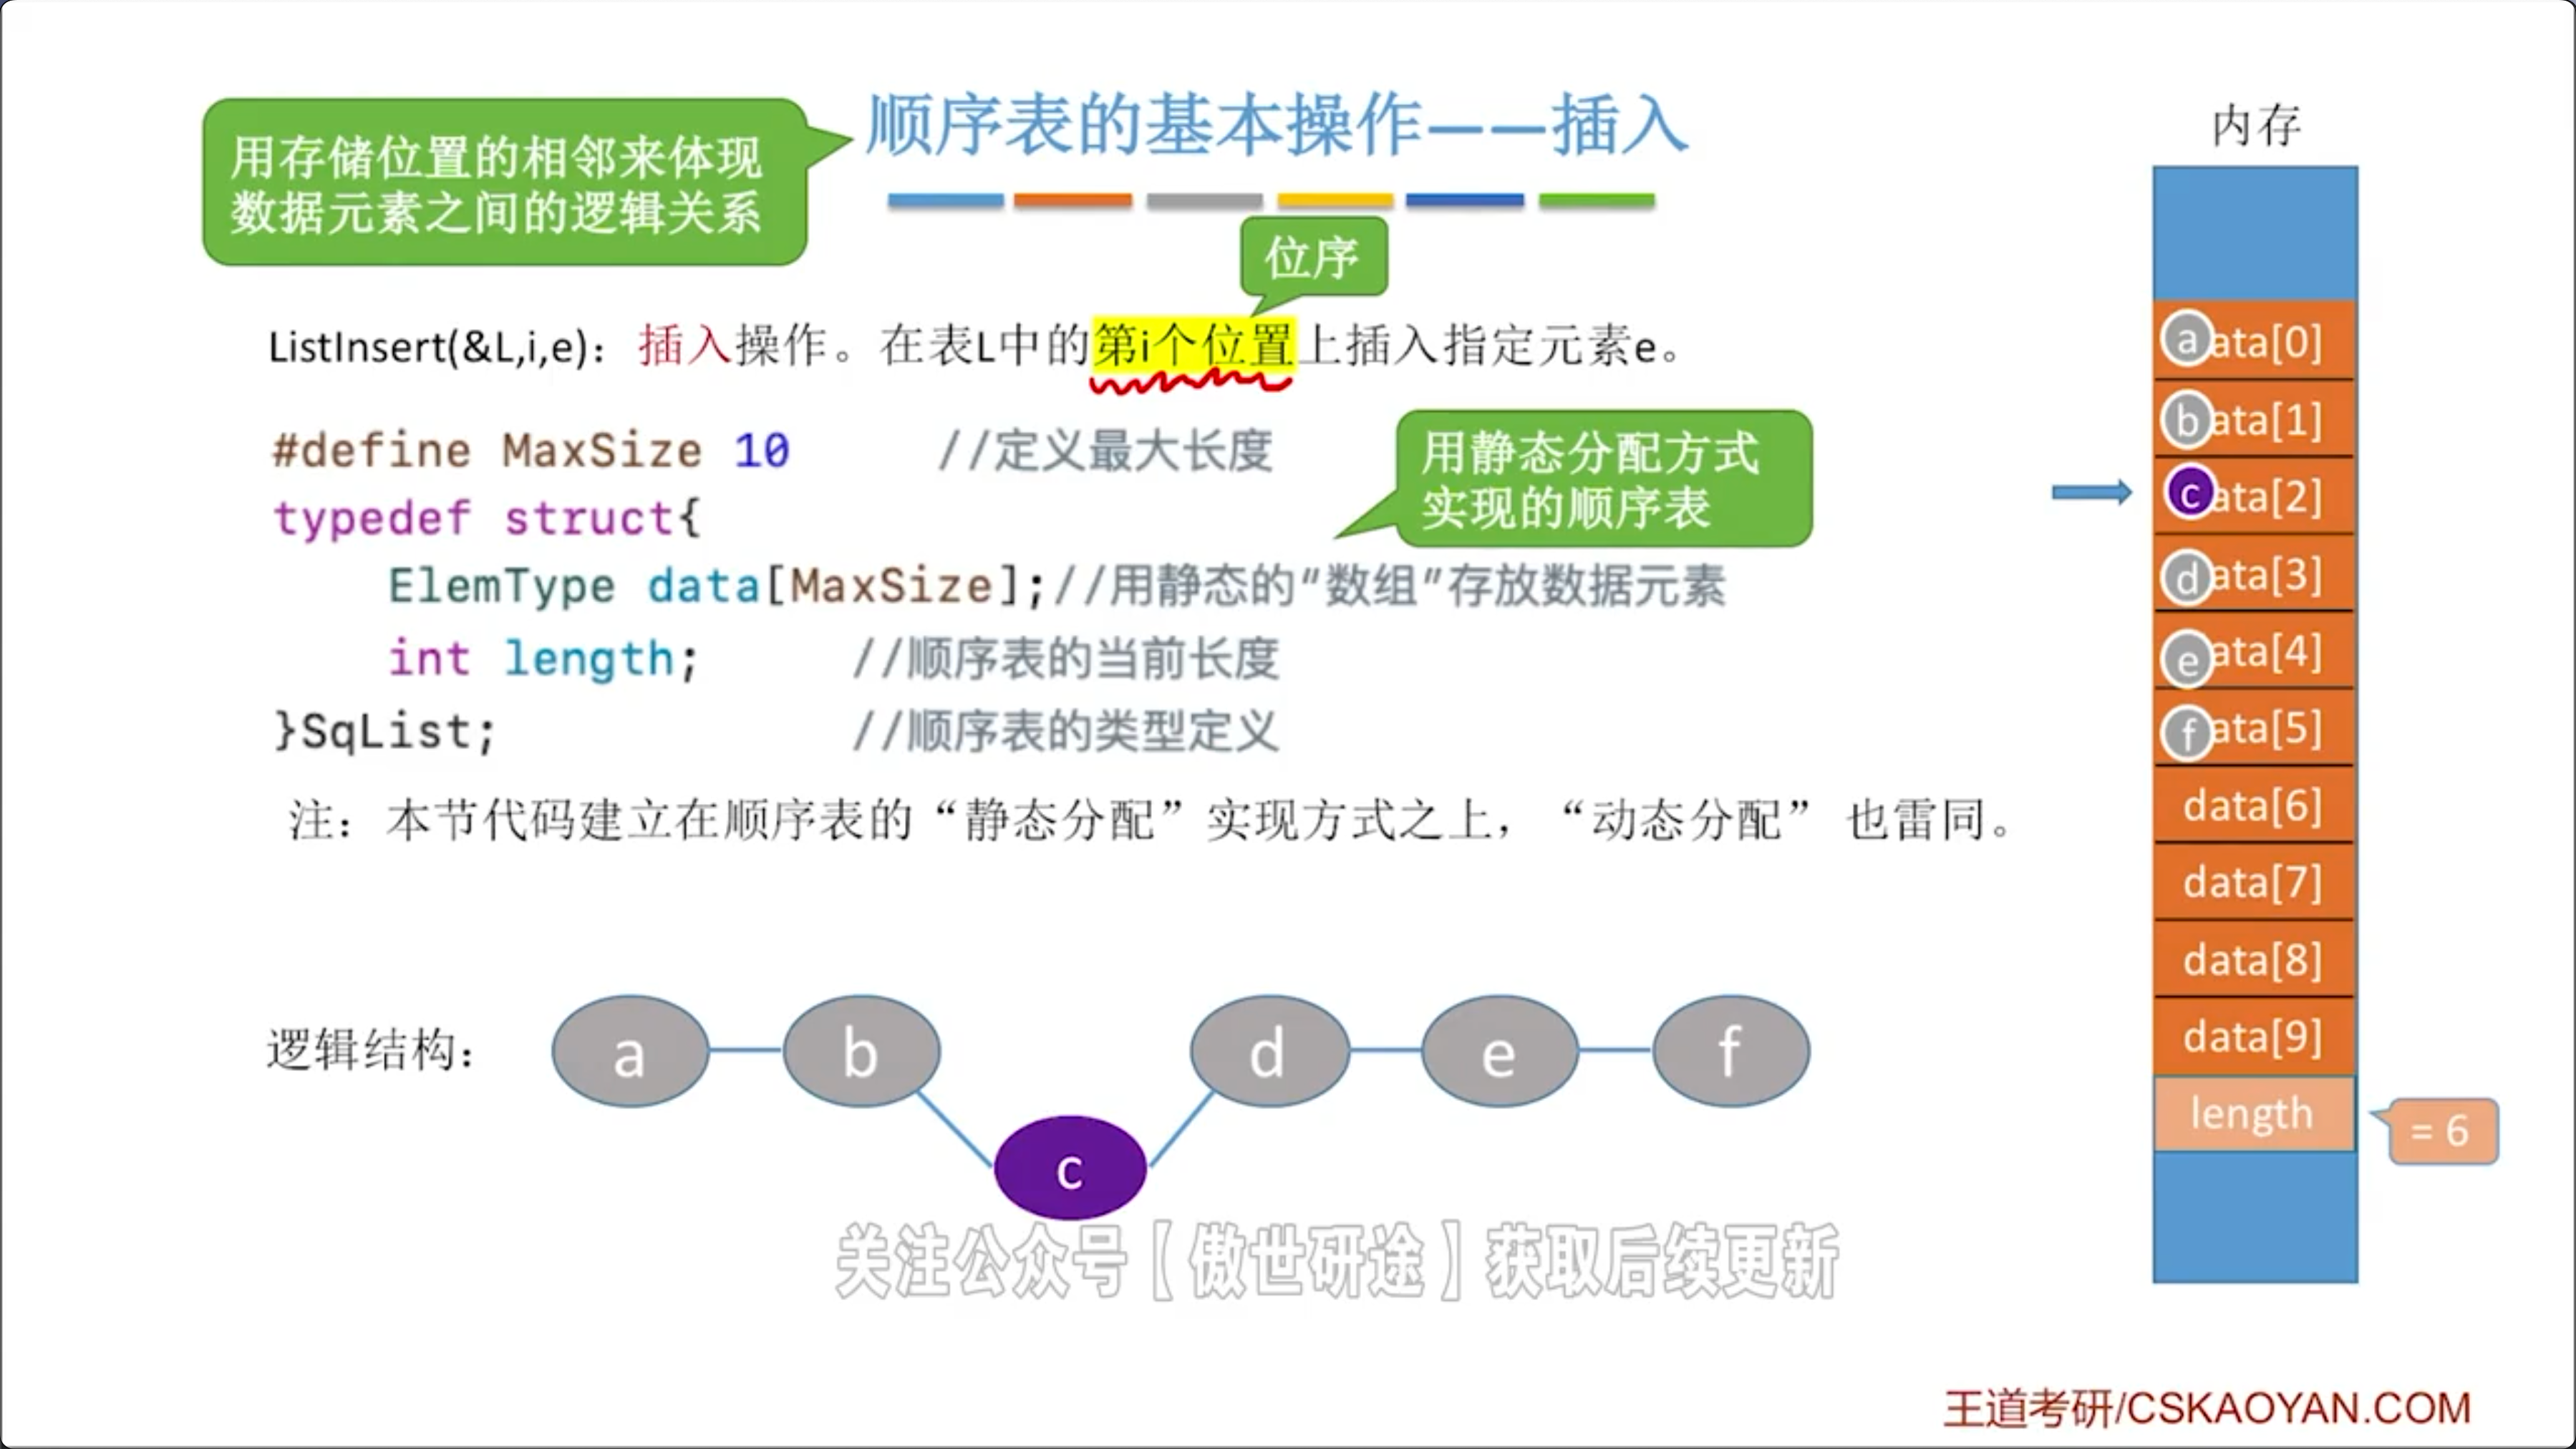 用存储位置的相邻来体现
数据元素之间的逻辑关系
顺序表的基本操作——插入
内存
位序
ListInsert(&L,i,e)：插入操作。在表L中的第i个位置上插入指定元素e。
#define MaxSize 10 //定义最大长度
用静态分配方式
实现的顺序表
typedef struct{
ElemType data[MaxSize];//用静态的"数组"存放数据元素
int length; //顺序表的当前长度
}SqList; //顺序表的类型定义
注：本节代码建立在顺序表的“静态分配”实现方式之上，“动态分配” 也雷同。
a ata[0]
b ata[1]
c ata[2]
d ata[3]
e ata[4]
f ata[5]
data[6]
data[7]
data[8]
data[9]
length
= 6
逻辑结构：
a b d e f
c
关注公众号【傲世研途】获取后续更新
王道考研/CSKAOYAN.COM